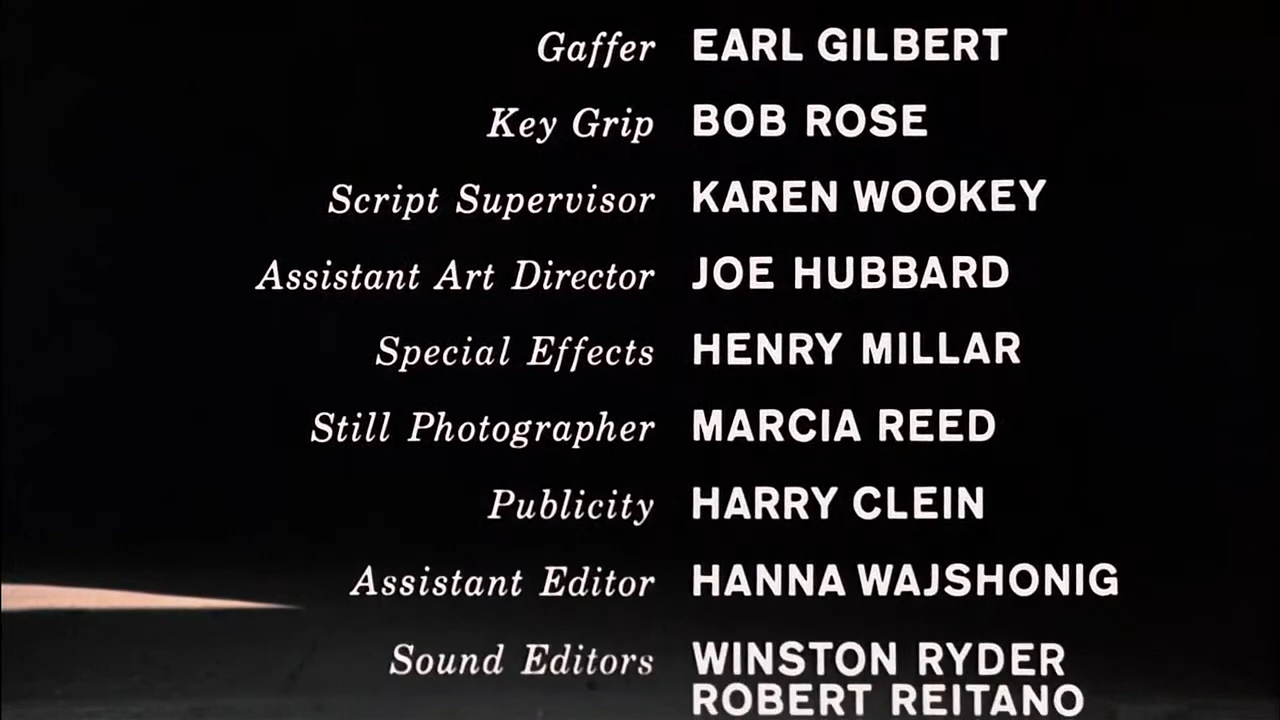 Gaffer EARL GILBERT
Key Grip BOB ROSE
Script Supervisor KAREN WOOKEY
Assistant Art Director JOE HUBBARD
Special Effects HENRY MILLAR
Still Photographer MARCIA REED
Publicity HARRY CLEIN
Assistant Editor HANNA WAJSHONIG
Sound Editors WINSTON RYDER
ROBERT REITANO